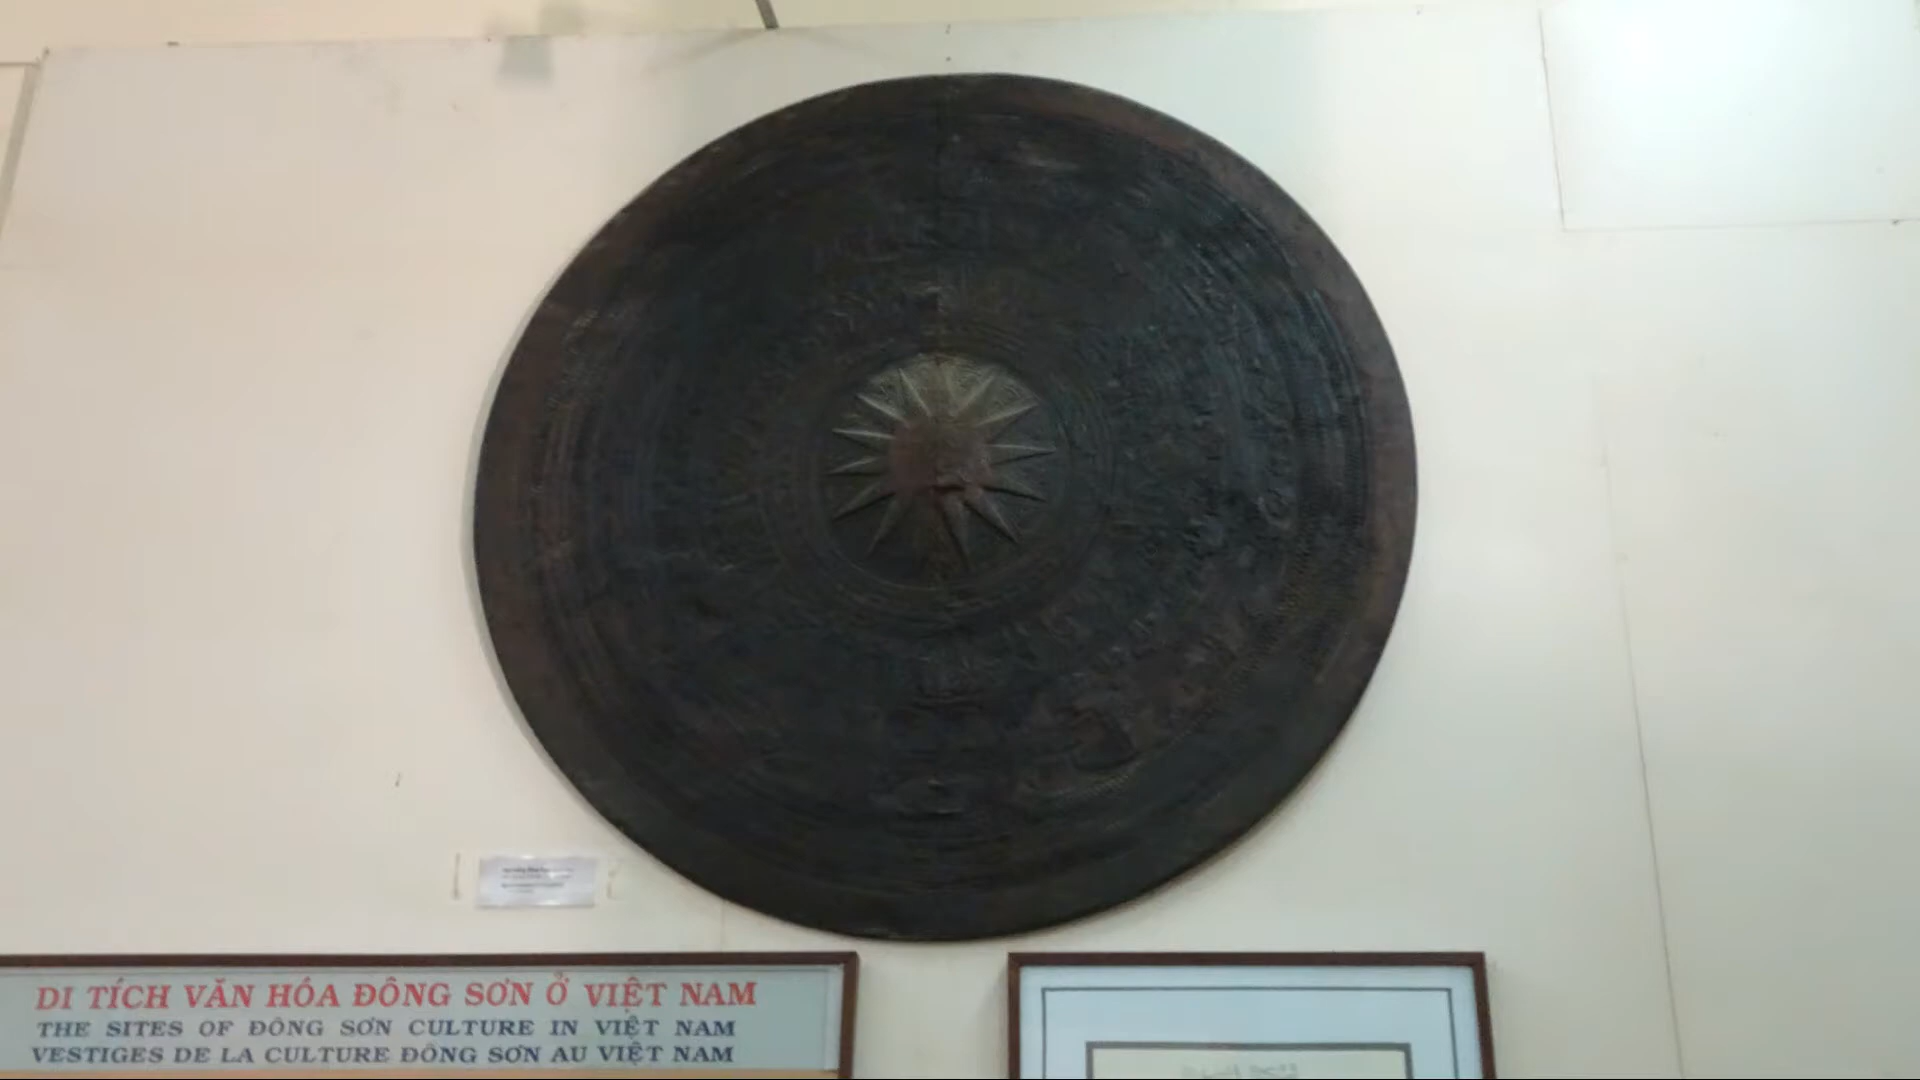 DI TÍCH VĂN HÓA ĐÔNG SƠN Ở VIỆT NAM
THE SITES OF ĐÔNG SƠN CULTURE IN VIỆT NAM
VESTIGES DE LA CULTURE ĐÔNG SƠN AU VIỆT NAM